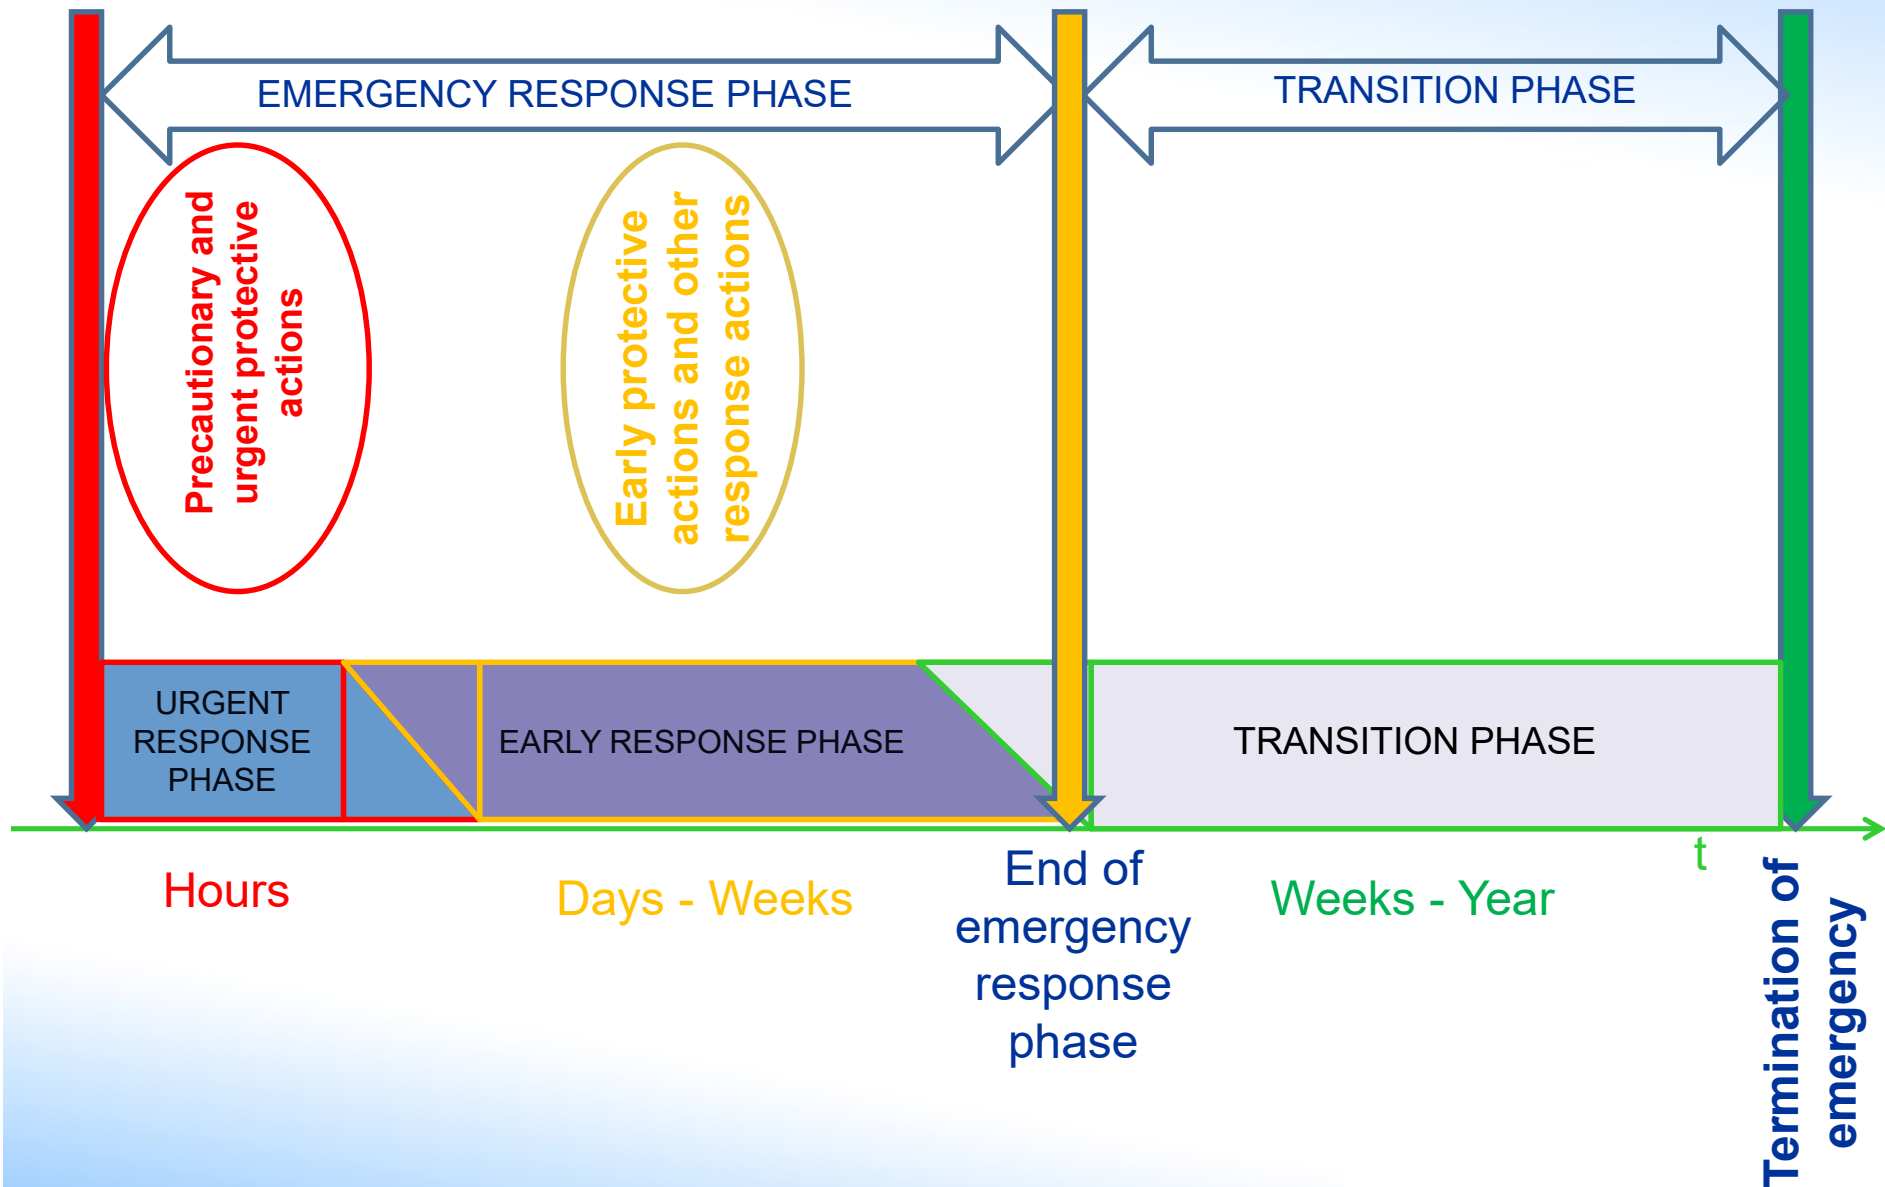 EMERGENCY RESPONSE PHASE
TRANSITION PHASE
Precautionary and
urgent protective
actions
Early protective
actions and other
response actions
URGENT
RESPONSE
PHASE
EARLY RESPONSE PHASE
TRANSITION PHASE
t
Hours
Days - Weeks
End of
emergency
response
phase
Weeks - Year
Termination of
emergency